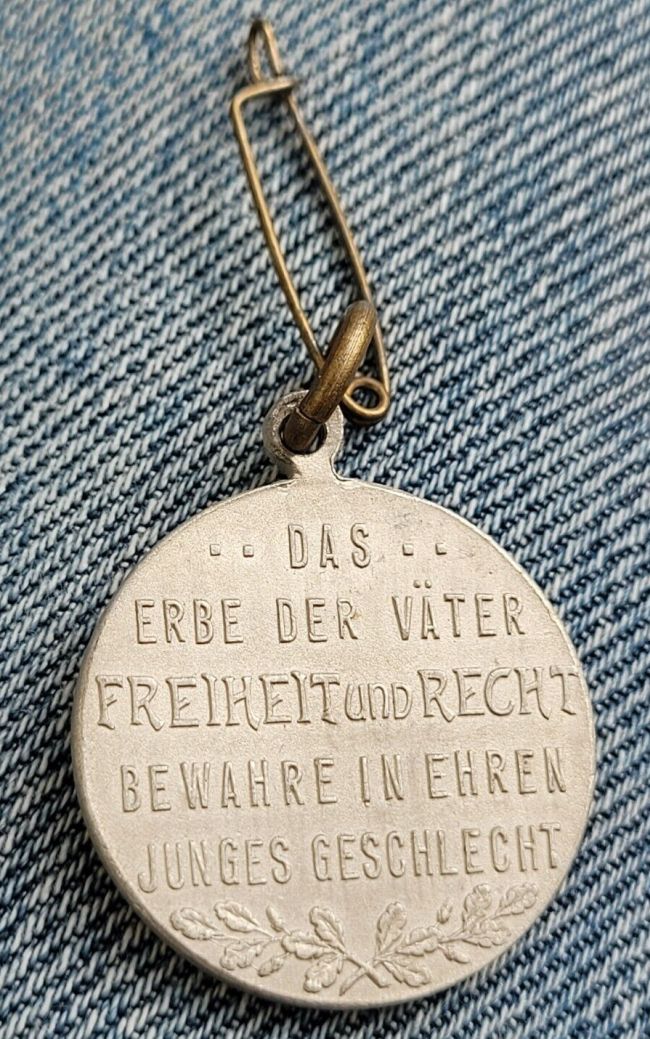 ·· DAS ··
ERBE DER VÄTER
FREIHEIT und RECHT
BEWAHRE IN EHREN
JUNGES GESCHLECHT